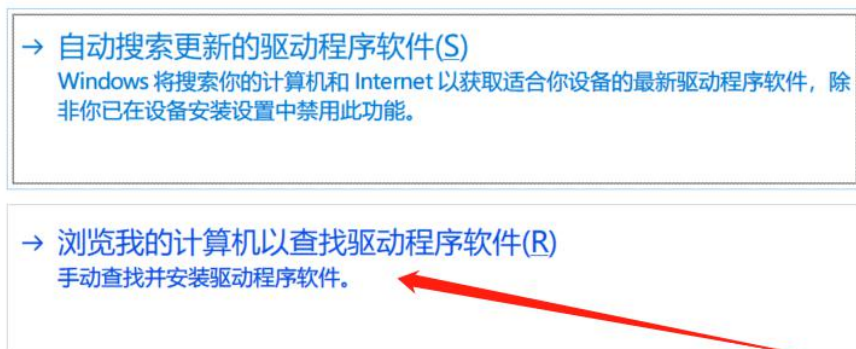 → 自动搜索更新的驱动程序软件(S)
Windows 将搜索你的计算机和 Internet 以获取适合你设备的最新驱动程序软件，除
非你已在设备安装设置中禁用此功能。
→ 浏览我的计算机以查找驱动程序软件(R)
手动查找并安装驱动程序软件。